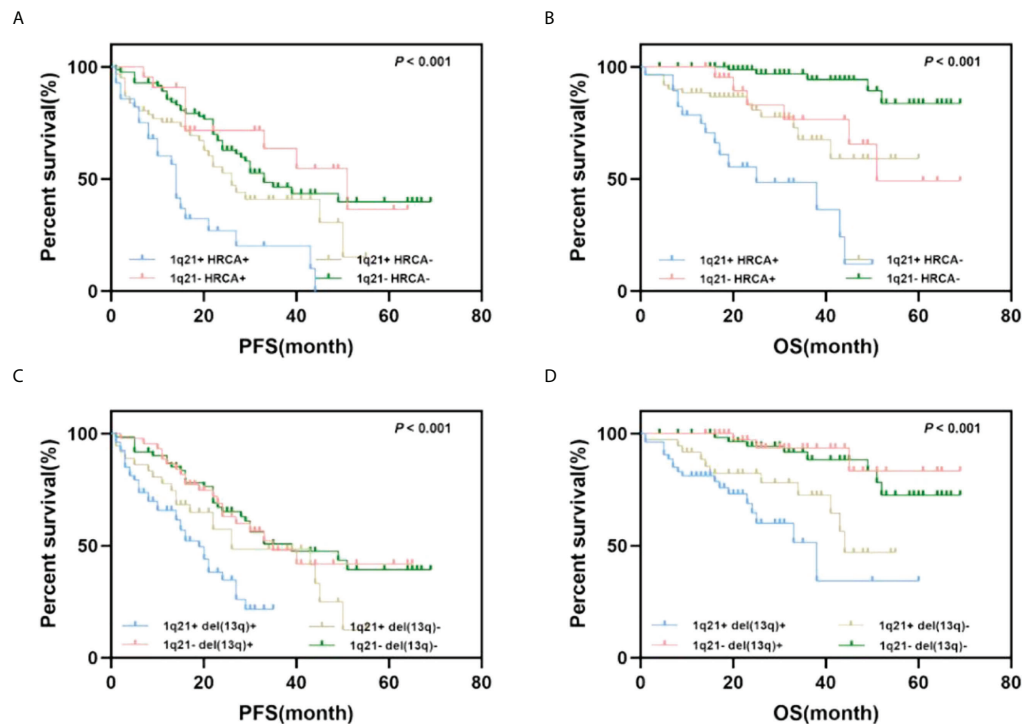 A
Percent survival(%)
100
50
0
P < 0.001
1q21+ HRCA+
1q21+ HRCA-
1q21- HRCA+
1q21- HRCA-
0 20 40 60 80
PFS(month)
B
Percent survival(%)
100
50
0
P < 0.001
1q21+ HRCA+
1q21+ HRCA-
1q21- HRCA+
1q21- HRCA-
0 20 40 60 80
OS(month)
C
Percent survival(%)
100
50
0
P < 0.001
1q21+ del(13q)+
1q21+ del(13q)-
1q21- del(13q)+
1q21- del(13q)-
0 20 40 60 80
PFS(month)
D
Percent survival(%)
100
50
0
P < 0.001
1q21+ del(13q)+
1q21+ del(13q)-
1q21- del(13q)+
1q21- del(13q)-
0 20 40 60 80
OS(month)